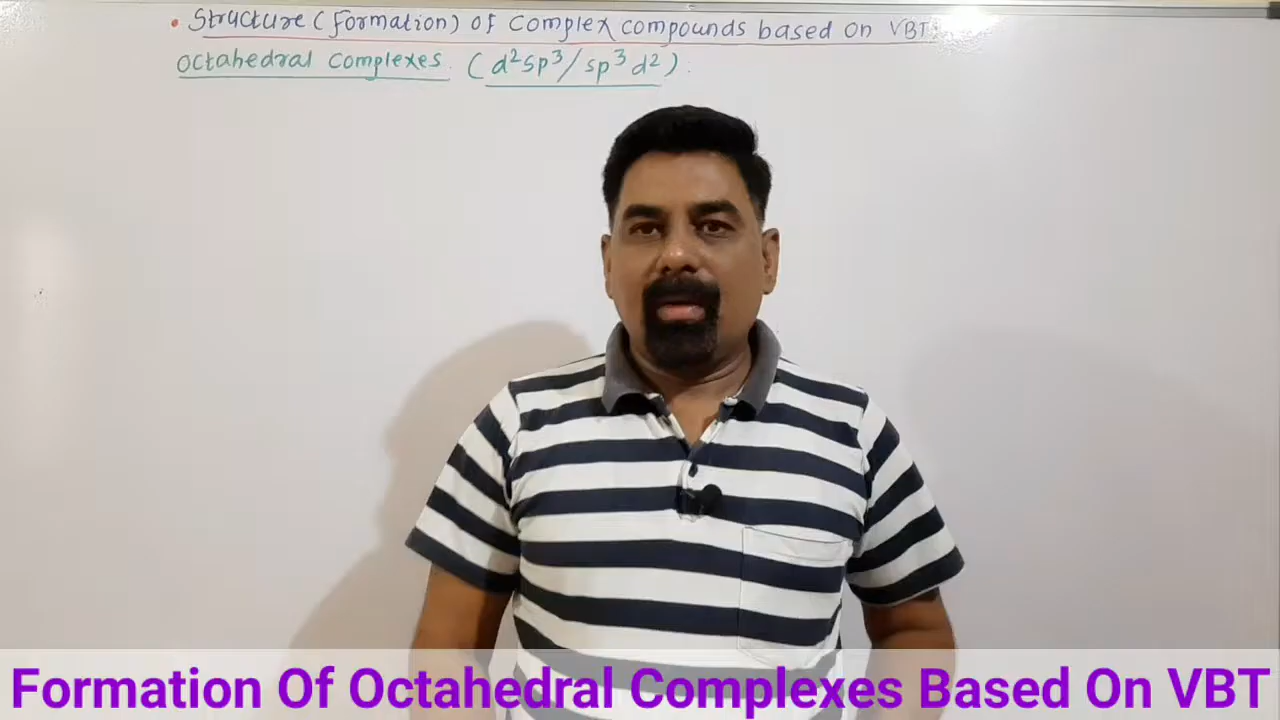 • Structure (formation) of Complex compounds based on VBT:
Octahedral Complexes. (d²sp³/sp³d²).
Formation Of Octahedral Complexes Based On VBT